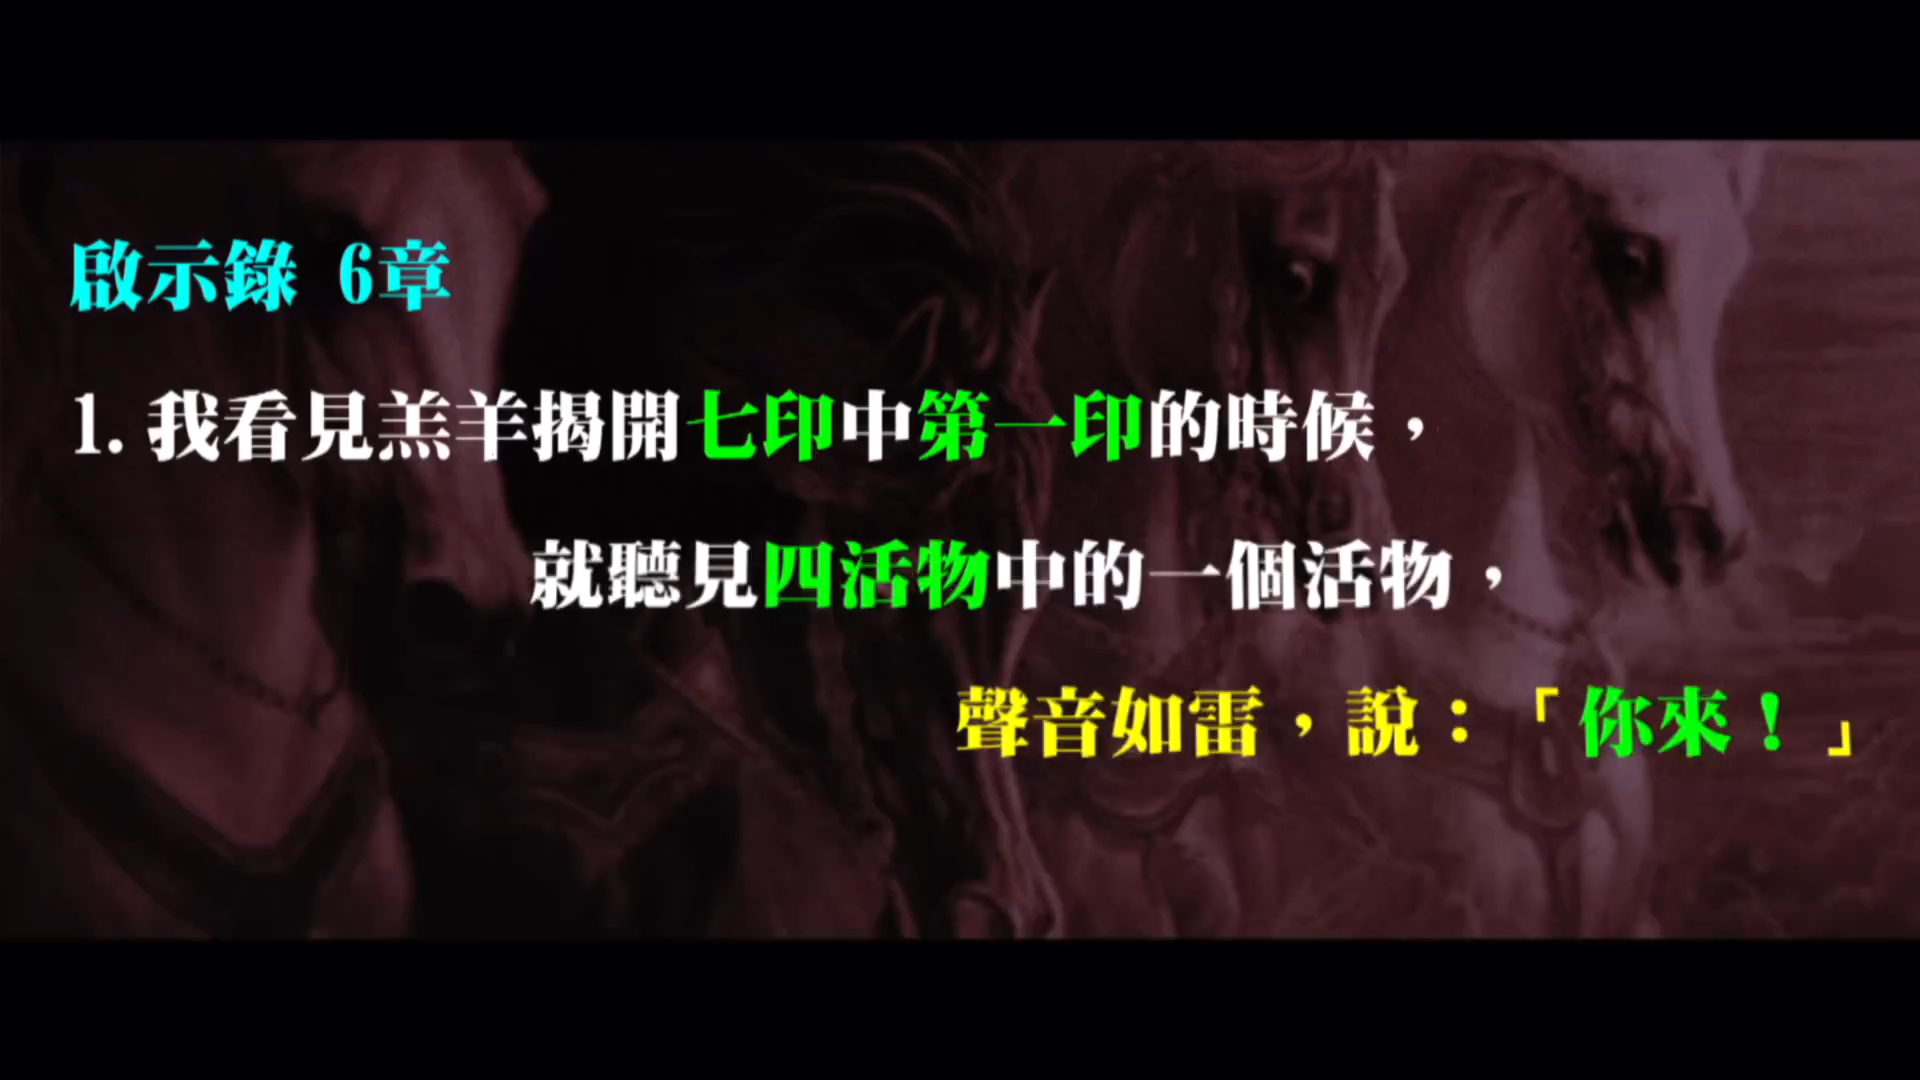 啟示錄 6章
1. 我看見羔羊揭開七印中第一印的時候，
就聽見四活物中的一個活物，
聲音如雷，說：「你來！」